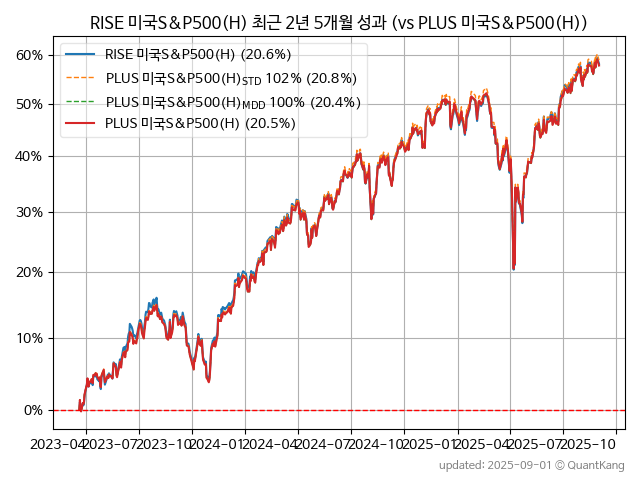 RISE 미국S&P500(H) 최근 2년 5개월 성과 (vs PLUS 미국S&P500(H))
RISE 미국S&P500(H) (20.6%)
PLUS 미국S&P500(H)STD 102% (20.8%)
PLUS 미국S&P500(H)MDD 100% (20.4%)
PLUS 미국S&P500(H) (20.5%)
60%
50%
40%
30%
20%
10%
0%
2023-04 2023-07 2023-10 2024-01 2024-04 2024-07 2024-10 2025-01 2025-04 2025-07 2025-10
updated: 2025-09-01 © QuantKang